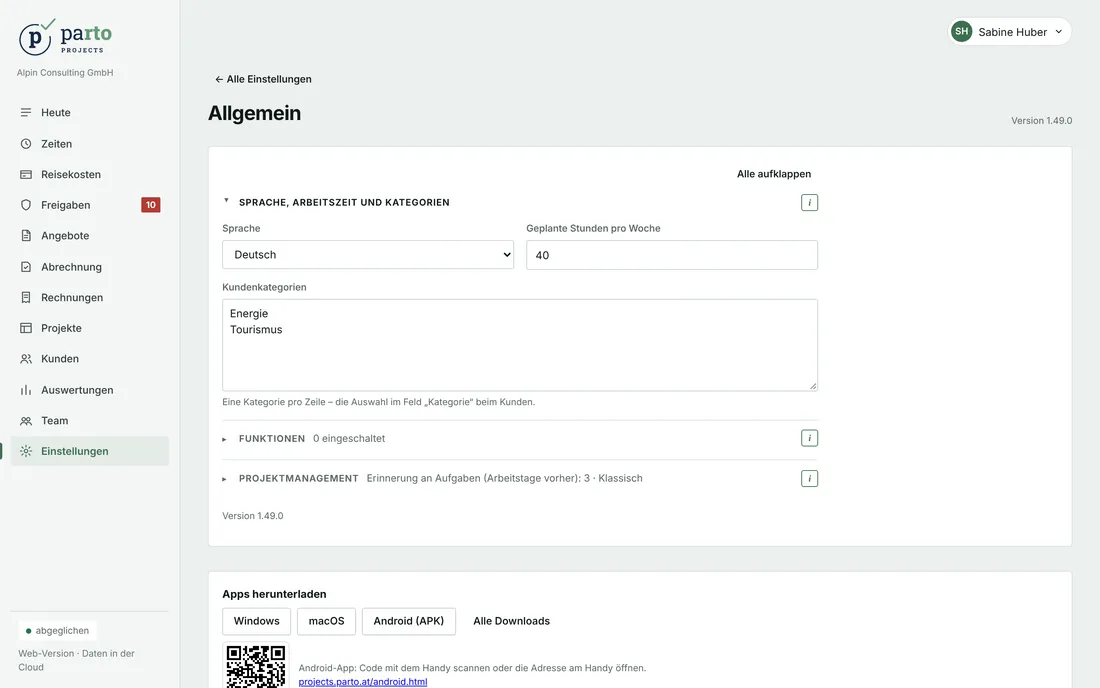 p parto
PROJECTS
Alpin Consulting GmbH
Heute
Zeiten
Reisekosten
Freigaben 10
Angebote
Abrechnung
Rechnungen
Projekte
Kunden
Auswertungen
Team
Einstellungen
abgeglichen
Web-Version · Daten in der
Cloud
SH Sabine Huber
← Alle Einstellungen
Allgemein
Version 1.49.0
Alle aufklappen
▾ SPRACHE, ARBEITSZEIT UND KATEGORIEN i
Sprache Geplante Stunden pro Woche
Deutsch 40
Kundenkategorien
Energie
Tourismus
Eine Kategorie pro Zeile – die Auswahl im Feld „Kategorie“ beim Kunden.
▸ FUNKTIONEN 0 eingeschaltet i
▸ PROJEKTMANAGEMENT Erinnerung an Aufgaben (Arbeitstage vorher): 3 · Klassisch i
Version 1.49.0
Apps herunterladen
Windows macOS Android (APK) Alle Downloads
Android-App: Code mit dem Handy scannen oder die Adresse am Handy öffnen.
projects.parto.at/android.html